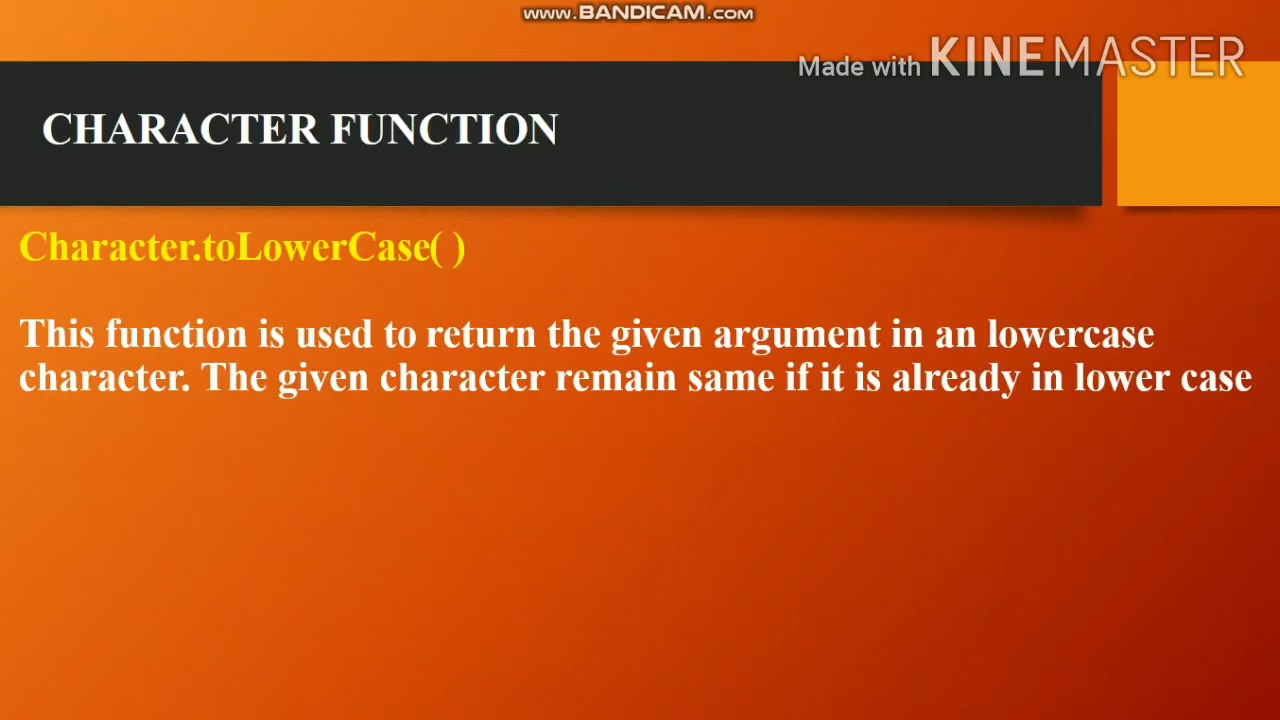 www.BANDICAM.com
Made with KINEMASTER
CHARACTER FUNCTION
Character.toLowerCase( )
This function is used to return the given argument in an lowercase
character. The given character remain same if it is already in lower case